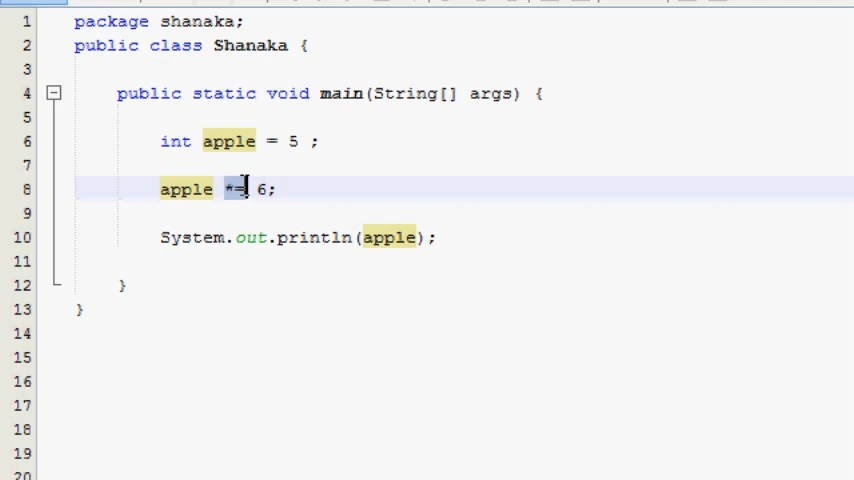 1 package shanaka;
2 public class Shanaka {
3
4 public static void main(String[] args) {
5
6 int apple = 5 ;
7
8 apple *= 6;
9
10 System.out.println(apple);
11
12 }
13 }
14
15
16
17
18
19
20